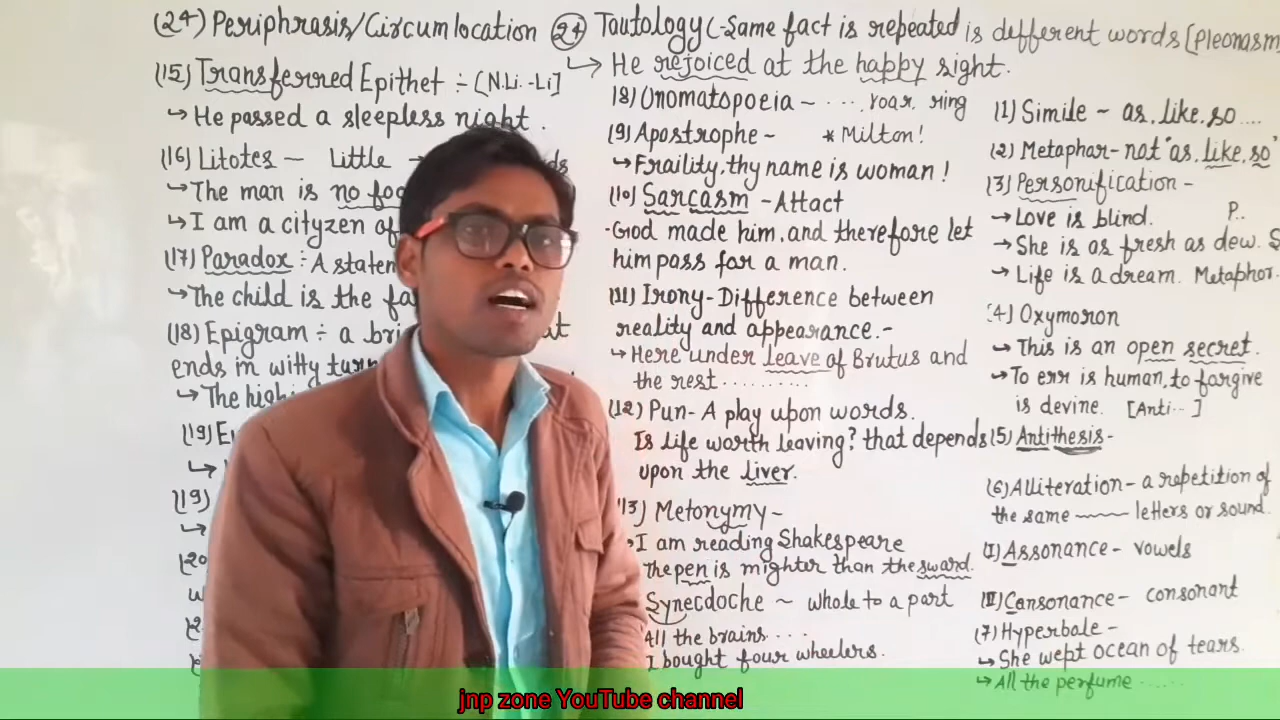 (24) Periphrasis/Circumlocation
(15) Transferred Epithet ÷ [N.Li.-Li]
↳ He passed a sleepless night.
(16) Litotes – Little →
↳ The man is no foo
↳ I am a cityzen of
(17) Paradox : A statem
↳ The child is the fa
(18) Epigram ÷ a bri
ends in witty turn
↳ The high
(19)
(19)
(20
24) Tautology (-Same fact is repeated is different words [Pleonasm
↳ He rejoiced at the happy sight.
(8) Onomatopoeia ~ .... roar, ring
(9) Apostrophe ~ * Milton!
↳ Fraility, thy name is woman!
(10) Sarcasm - Attact
-God made him, and therefore let
him pass for a man.
(11) Irony - Difference between
reality and appearance.-
↳ Here under leave of Brutus and
the rest ..........
(12) Pun- A play upon words.
Is life worth leaving? that depends
upon the liver.
(13) Metonymy~
I am reading Shakespeare
The pen is mighter than the sward.
Synecdoche ~ whole to a part
All the brains....
I bought four wheelers.
(1) Simile ~ as, like, so ....
(2) Metaphar- not "as, like, so"
(3) Personification -
→ Love is blind. P..
→ She is as fresh as dew. S
→ Life is a dream. Metaphor.
(4) Oxymoron
→ This is an open secret.
→ To err is human, to forgive
is devine. [Anti...]
(5) Antithesis-
(6) Alliteration - a repetition of
the same —— letters or sound.
(I) Assonance - vowels
(II) Cansonance - consonant
(7) Hyperbale -
↳ She wept ocean of tears.
↳ All the perfume ......
jnp zone YouTube channel